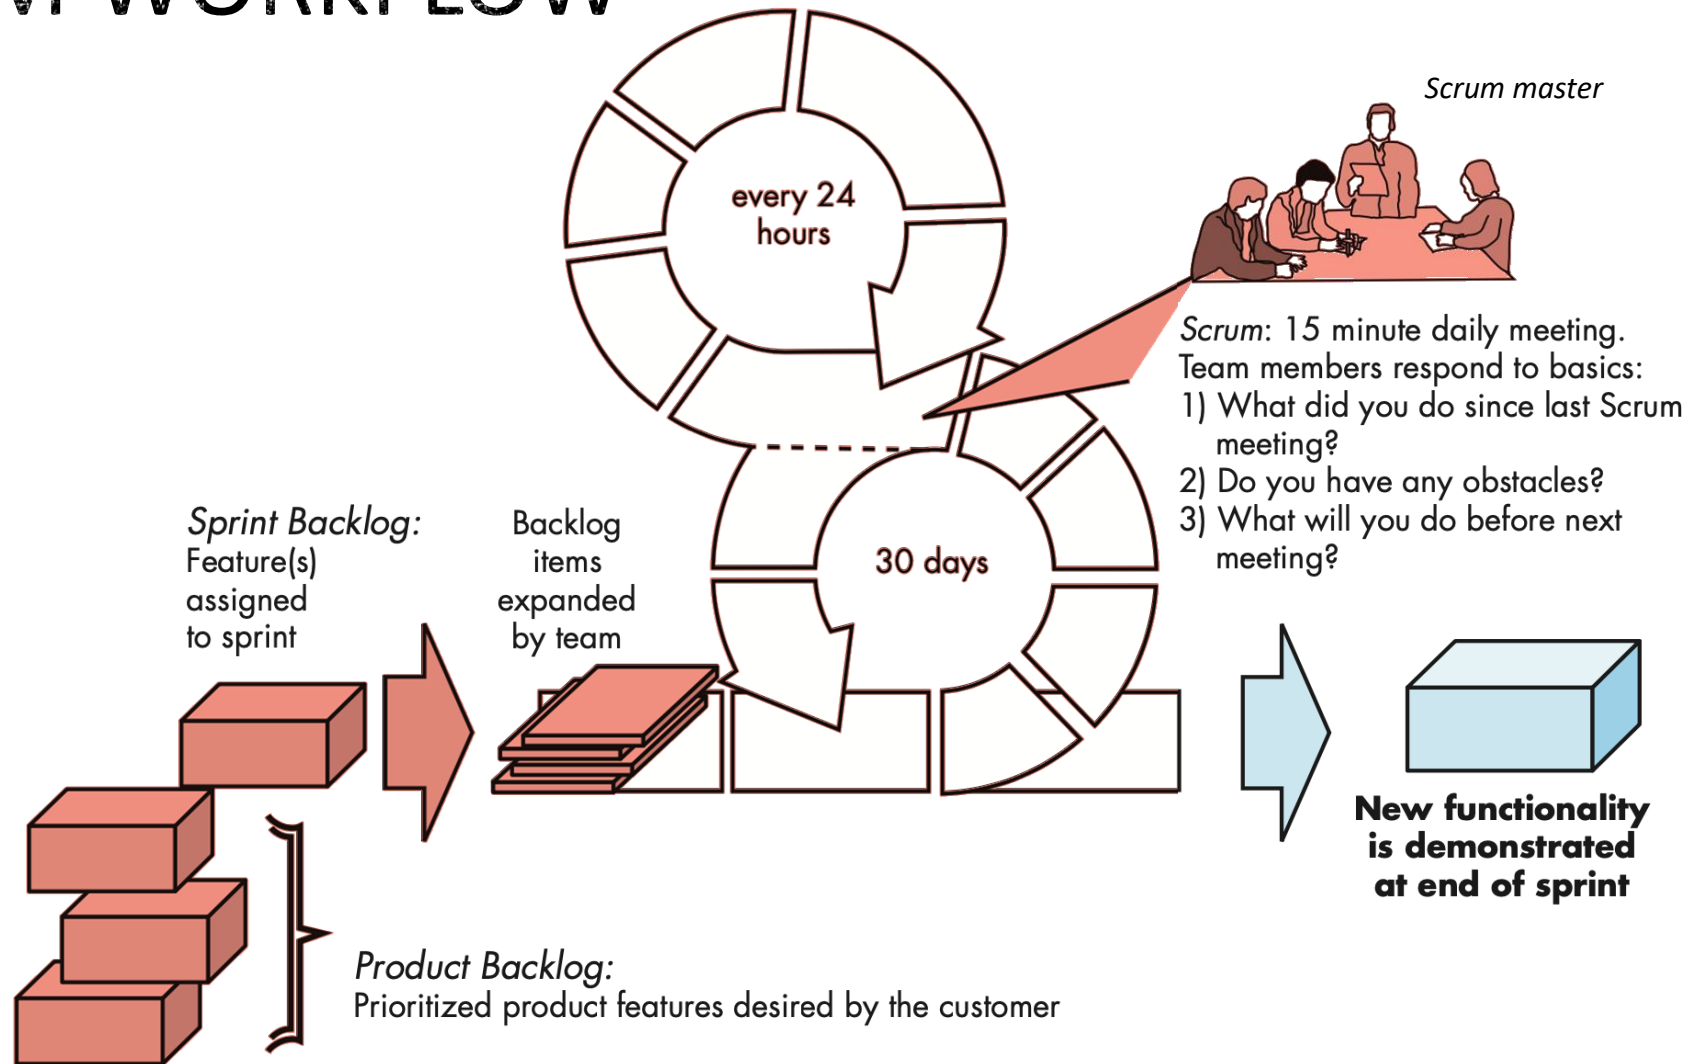 WORKFLOW
Scrum master
every 24
hours
Scrum: 15 minute daily meeting.
Team members respond to basics:
1) What did you do since last Scrum
meeting?
2) Do you have any obstacles?
3) What will you do before next
meeting?
30 days
Sprint Backlog:
Feature(s)
assigned
to sprint
Backlog
items
expanded
by team
New functionality
is demonstrated
at end of sprint
Product Backlog:
Prioritized product features desired by the customer